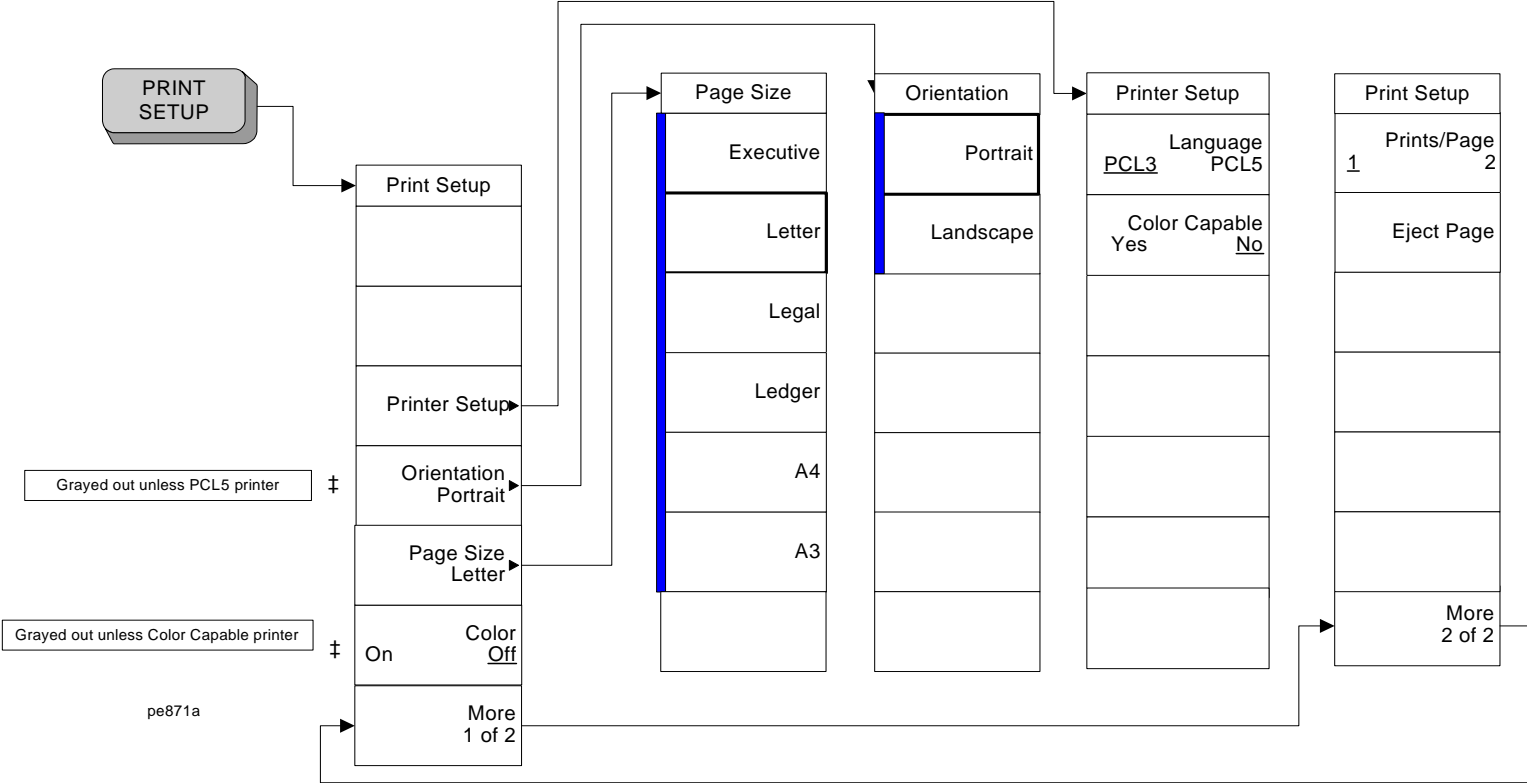 PRINT
SETUP
Print Setup
Printer Setup
Orientation
Portrait
Page Size
Letter
Color
On Off
More
1 of 2
Grayed out unless PCL5 printer
‡
Grayed out unless Color Capable printer
‡
pe871a
Page Size
Executive
Letter
Legal
Ledger
A4
A3
Orientation
Portrait
Landscape
Printer Setup
Language
PCL3 PCL5
Color Capable
Yes No
Print Setup
Prints/Page
1 2
Eject Page
More
2 of 2